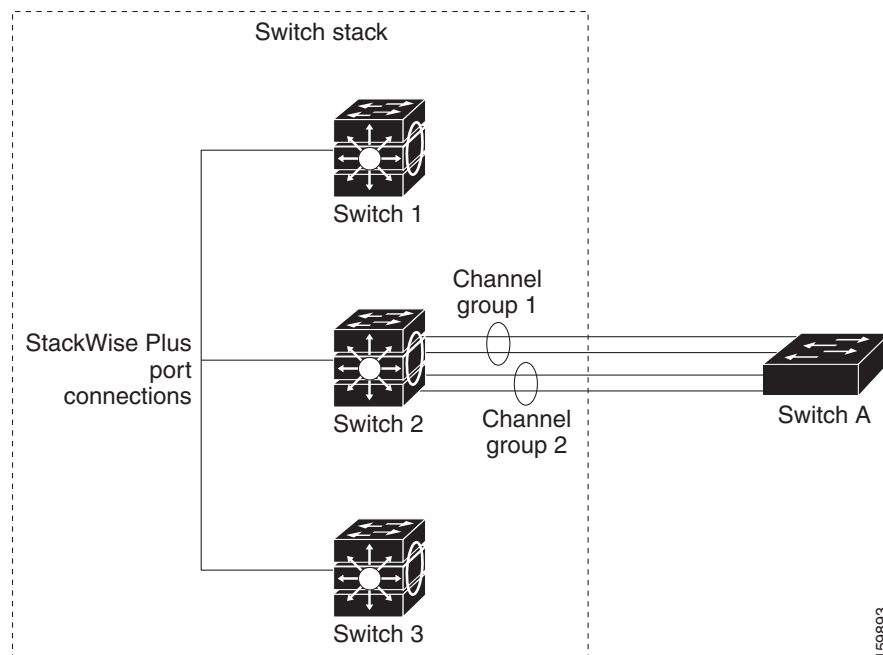 Switch stack
Switch 1
Channel
group 1
StackWise Plus
port
connections
Switch 2
Channel
group 2
Switch A
Switch 3
159893